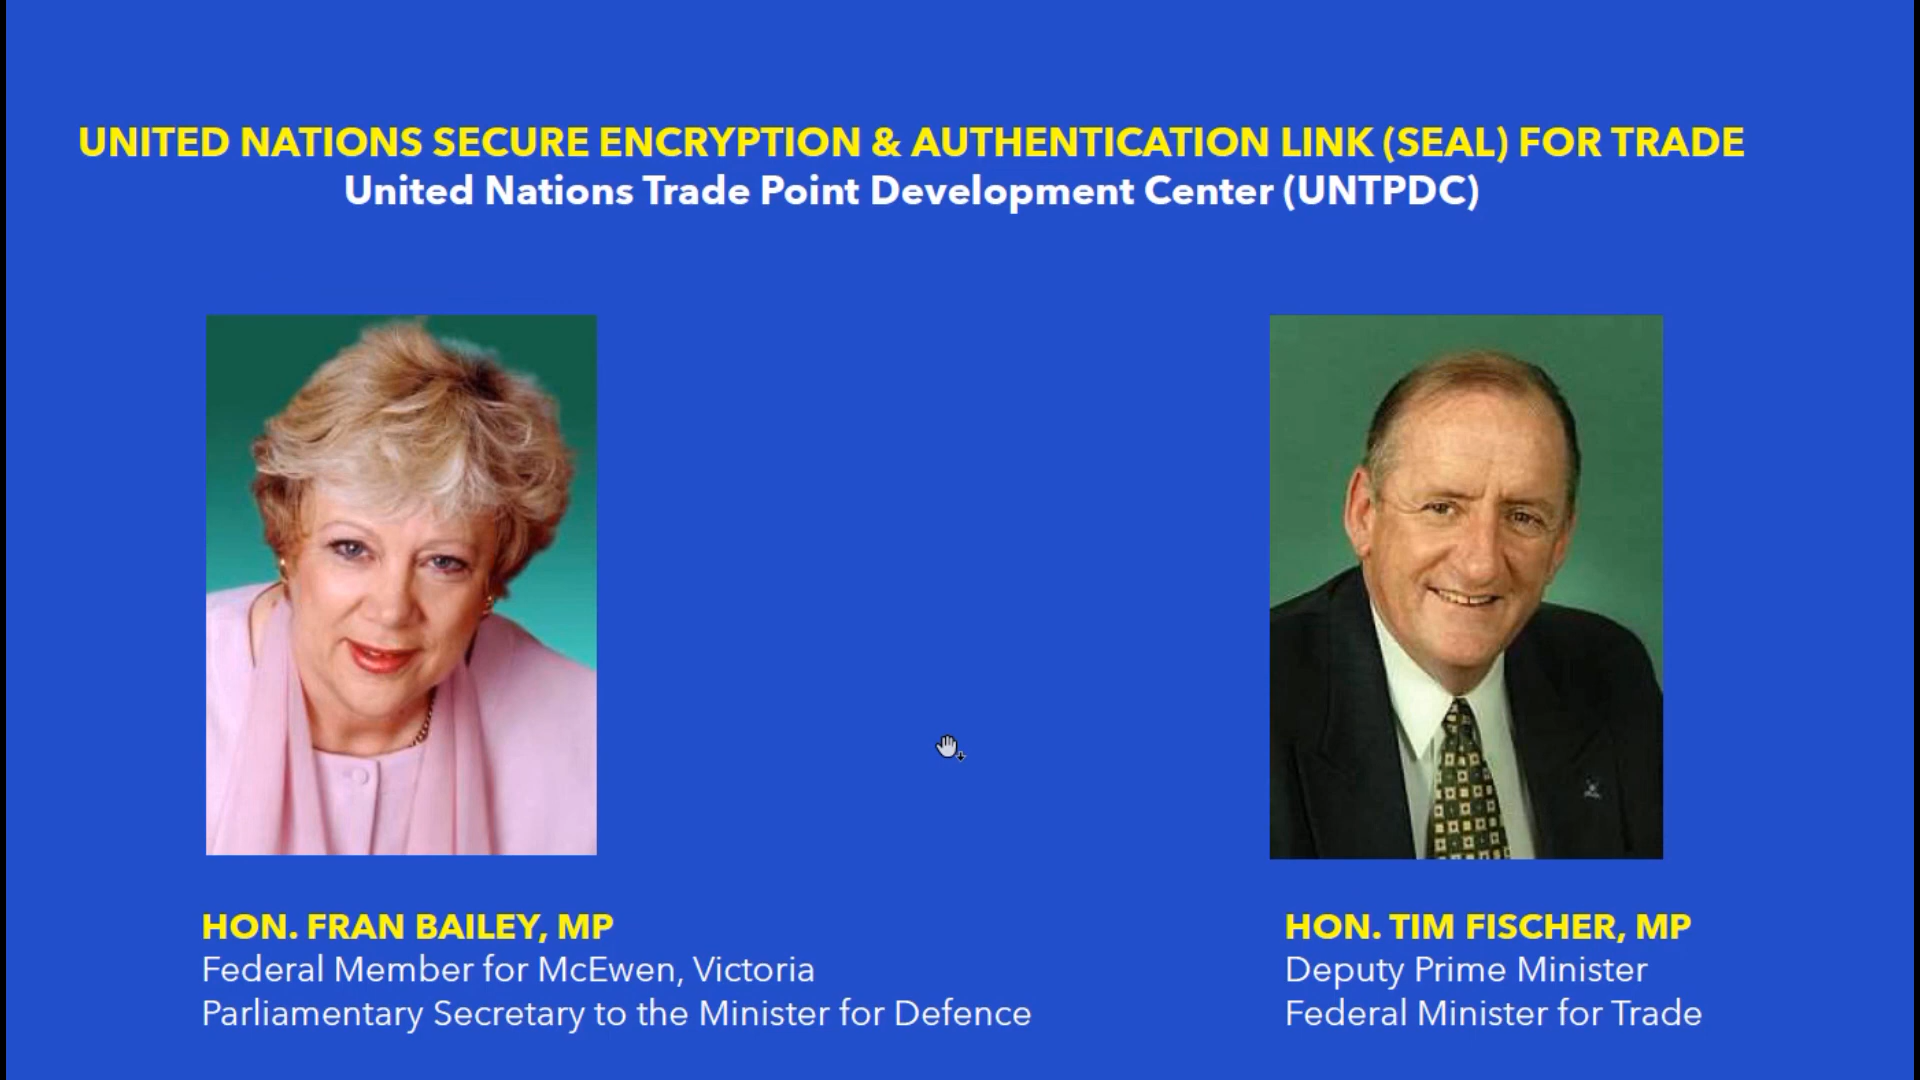 UNITED NATIONS SECURE ENCRYPTION & AUTHENTICATION LINK (SEAL) FOR TRADE
United Nations Trade Point Development Center (UNTPDC)
HON. FRAN BAILEY, MP
Federal Member for McEwen, Victoria
Parliamentary Secretary to the Minister for Defence
HON. TIM FISCHER, MP
Deputy Prime Minister
Federal Minister for Trade